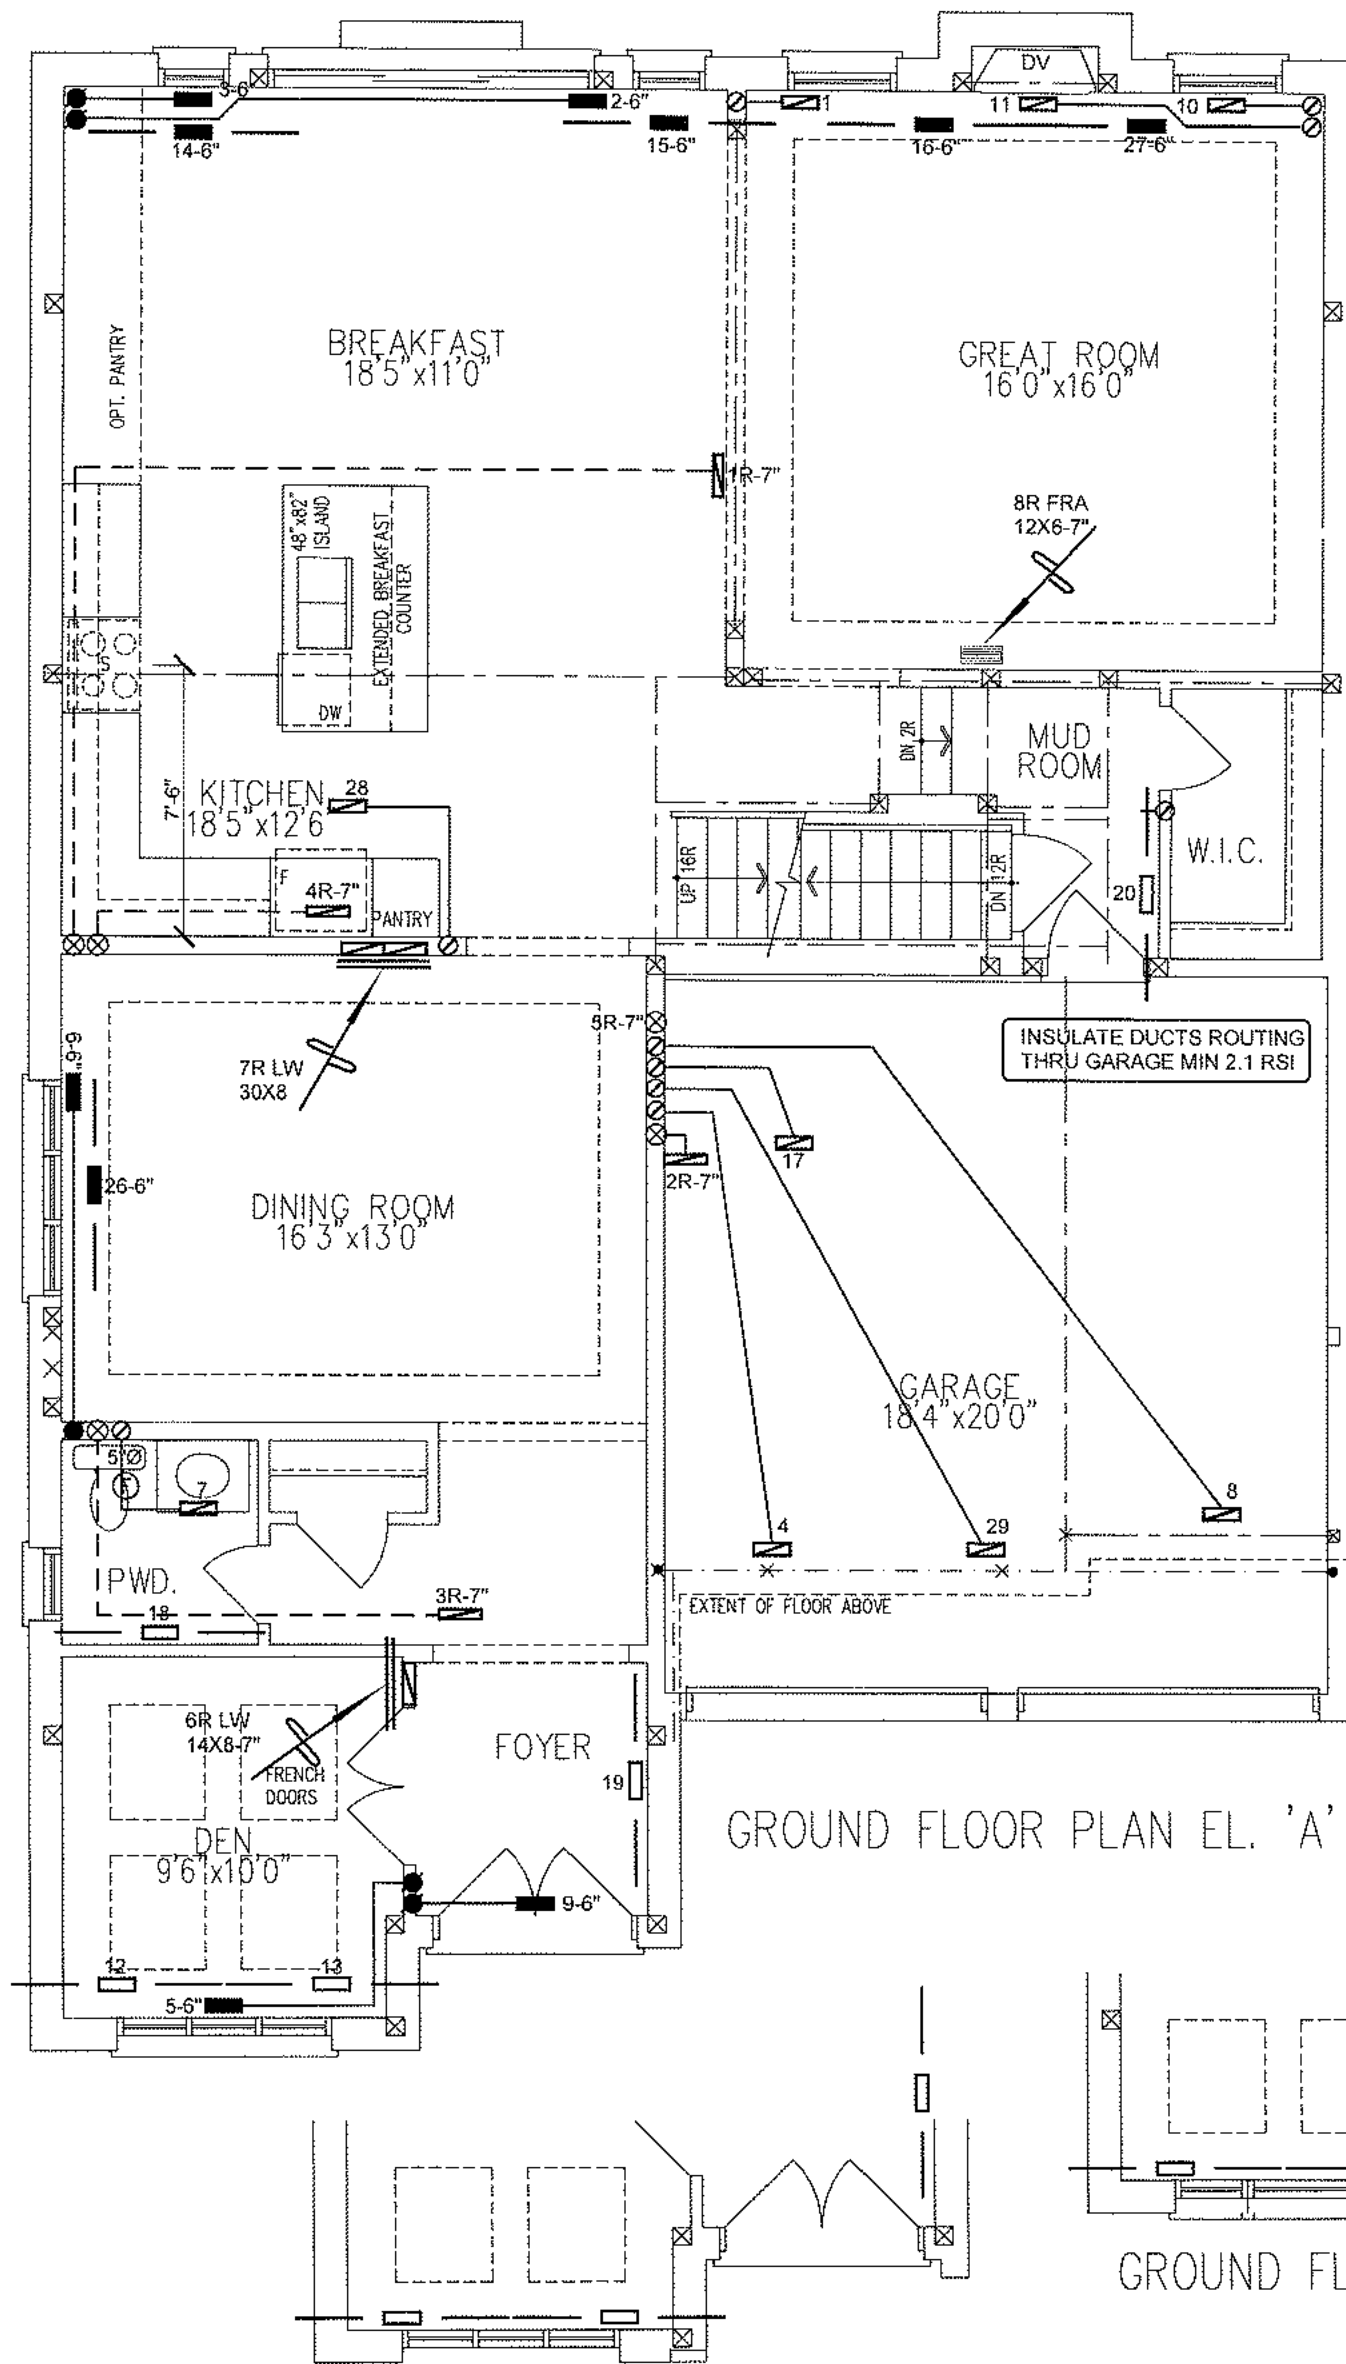 DV
3-6"
2-6"
1
11
10
14-6"
15-6"
16-6"
27-6"
OPT. PANTRY
BREAKFAST
18'5"x11'0"
GREAT ROOM
16'0"x16'0"
1R-7"
8R FRA
12X6-7"
48"x82"
ISLAND
EXTENDED BREAKFAST
COUNTER
S
DW
7'-6"
KITCHEN
18'5"x12'6
28
DN 2R
MUD
ROOM
W.I.C.
F
4R-7"
PANTRY
UP 16R
DN 12R
20
6-6"
7R LW
30X8
5R-7"
INSULATE DUCTS ROUTING
THRU GARAGE MIN 2.1 RSI
17
2R-7"
26-6"
DINING ROOM
16'3"x13'0"
GARAGE
18'4"x20'0"
5"Ø
7
8
4
29
PWD.
3R-7"
18
EXTENT OF FLOOR ABOVE
6R LW
14X8-7"
FRENCH
DOORS
FOYER
19
DEN
9'6"x10'0"
GROUND FLOOR PLAN EL. 'A'
9-6"
12
13
5-6"
GROUND FL